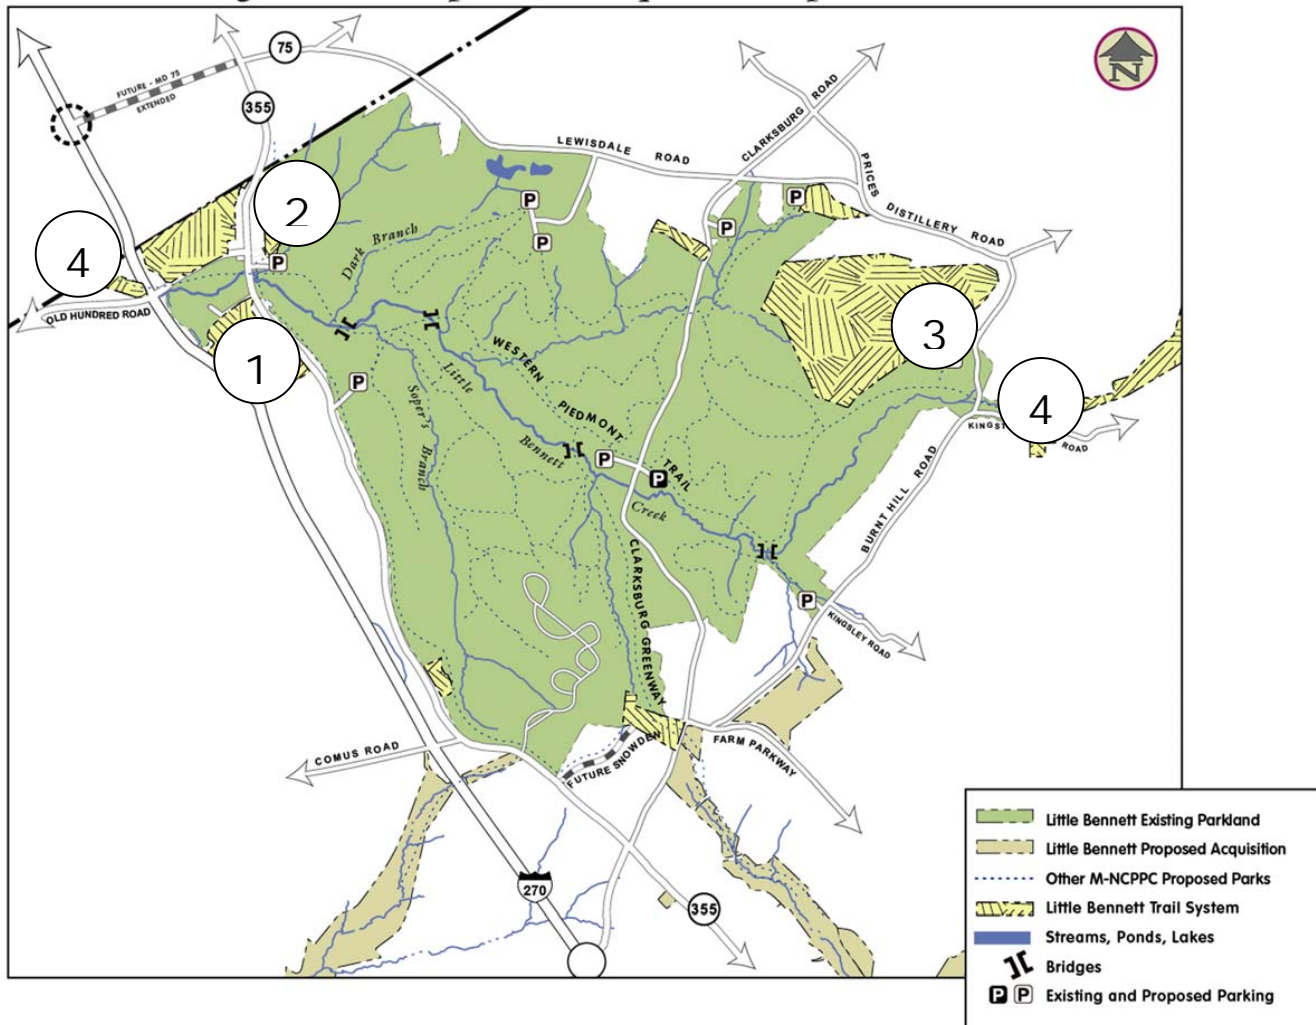 75
FUTURE - MD 75
EXTENDED
355
N
LEWISDALE ROAD
CLARKSBURG ROAD
PRICES
DISTILLERY ROAD
2
4
P
P
P
P
P
Dark Branch
OLD HUNDRED ROAD
1
3
4
WESTERN
PIEDMONT
TRAIL
P
Little
Bennett
Creek
Soper's Branch
P
P
KINGST
ROAD
BURNT HILL ROAD
CLARKSBURG GREENWAY
P
KINGSLEY ROAD
COMUS ROAD
FUTURE SNOWDEN
FARM PARKWAY
270
355
Little Bennett Existing Parkland
Little Bennett Proposed Acquisition
Other M-NCPPC Proposed Parks
Little Bennett Trail System
Streams, Ponds, Lakes
Bridges
P P Existing and Proposed Parking